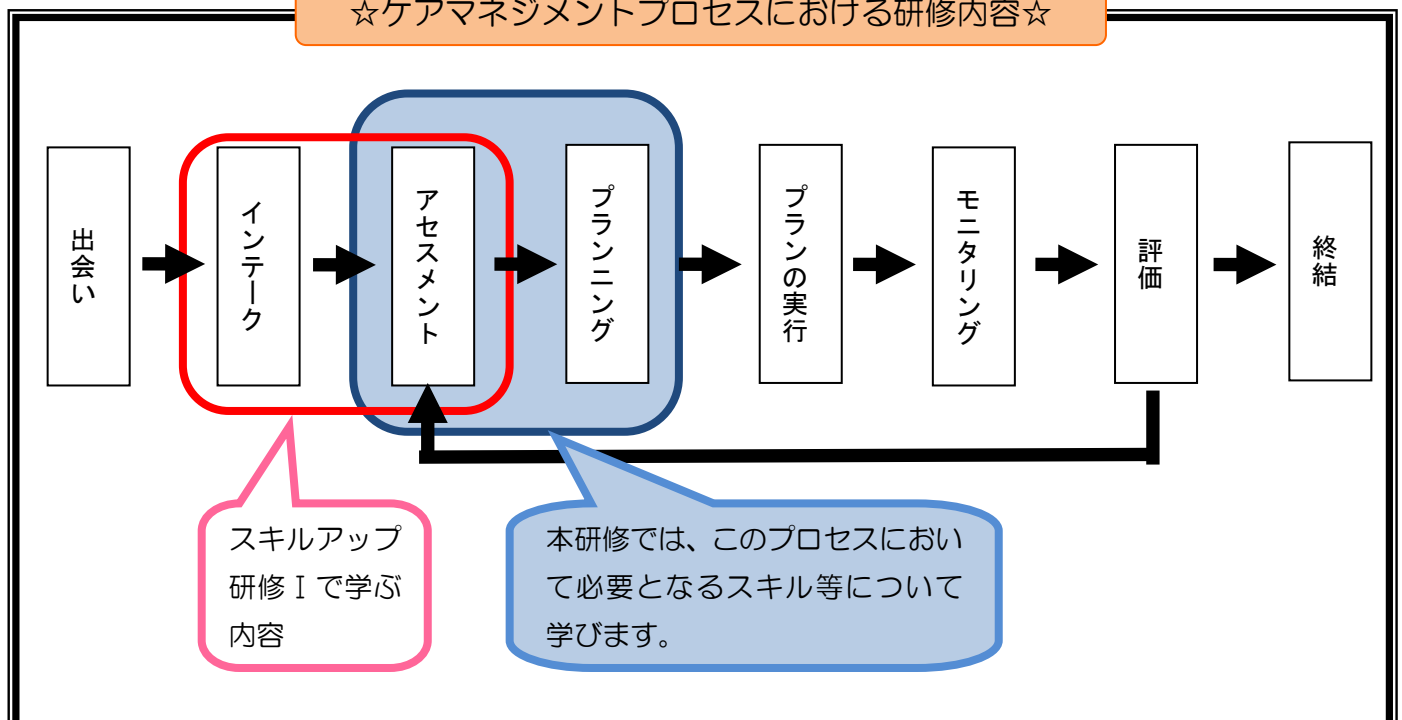 ☆ケアマネジメントプロセスにおける研修内容☆
出会い
インテーク
アセスメント
プランニング
プランの実行
モニタリング
評価
終結
スキルアップ
研修Ⅰで学ぶ
内容
本研修では、このプロセスにおい
て必要となるスキル等について
学びます。